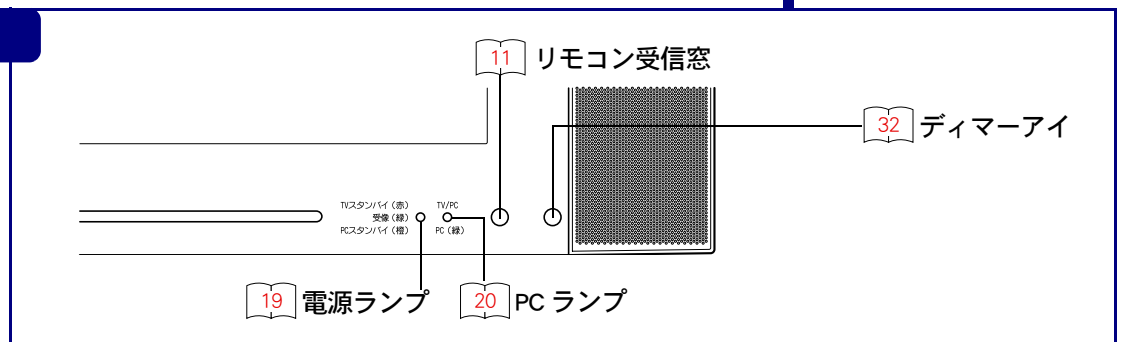 11 リモコン受信窓
32 ディマーアイ
TVスタンバイ（赤）
受像（緑）
PCスタンバイ（橙）
TV/PC
PC（緑）
19 電源ランプ
20 PC ランプ